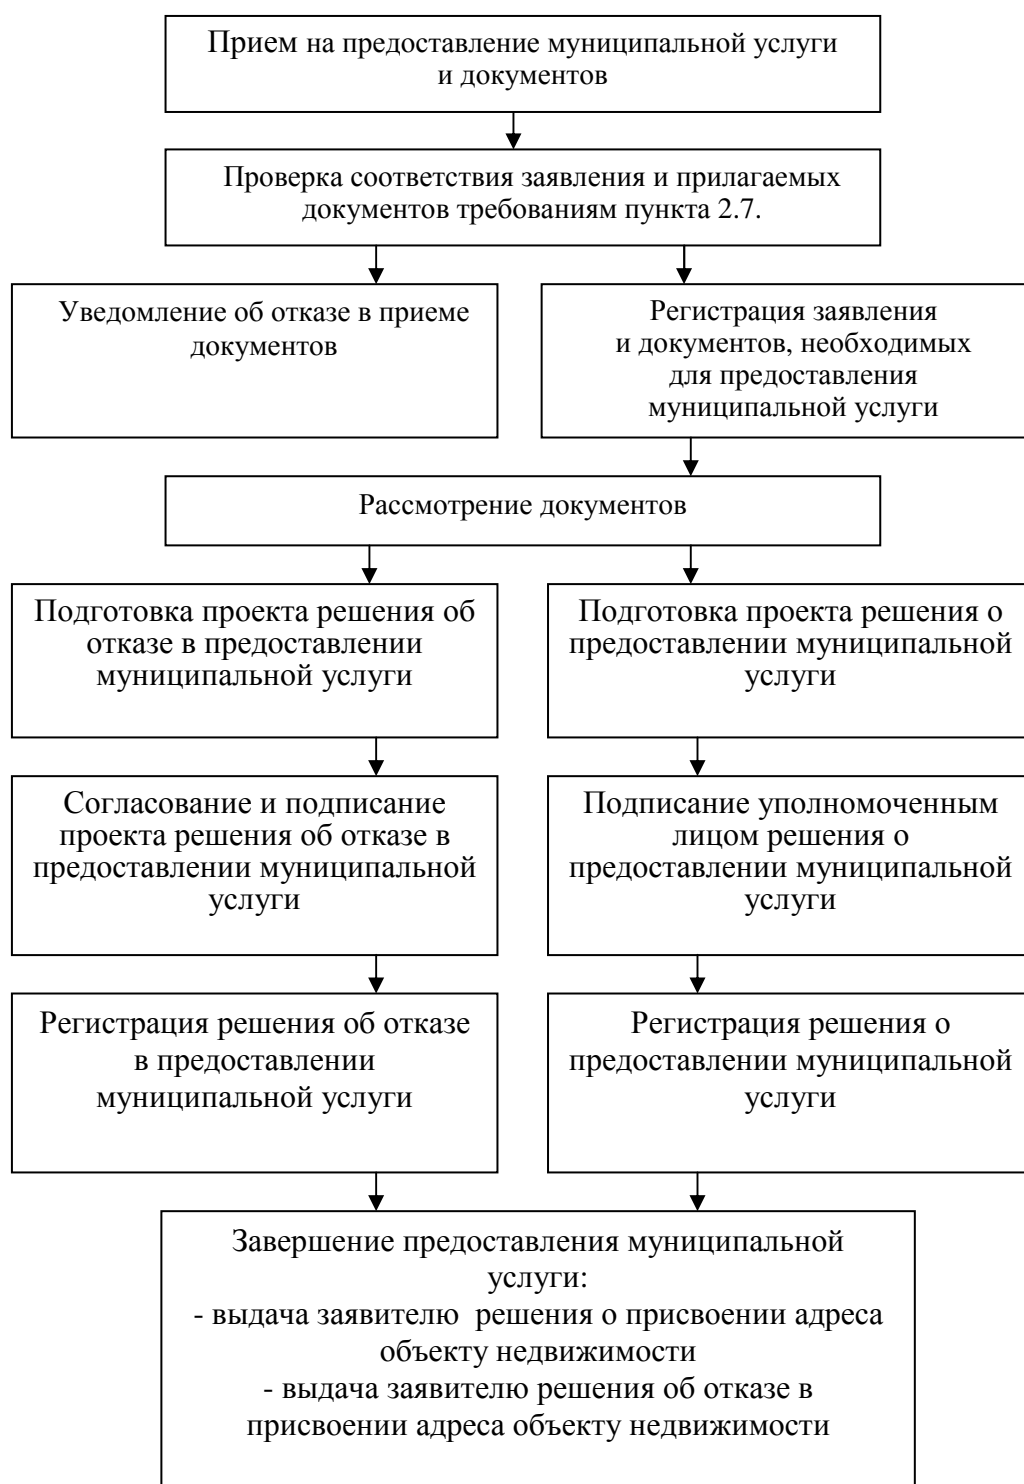 Прием на предоставление муниципальной услуги
и документов
Проверка соответствия заявления и прилагаемых
документов требованиям пункта 2.7.
Уведомление об отказе в приеме
документов
Регистрация заявления
и документов, необходимых
для предоставления
муниципальной услуги
Рассмотрение документов
Подготовка проекта решения об
отказе в предоставлении
муниципальной услуги
Подготовка проекта решения о
предоставлении муниципальной
услуги
Согласование и подписание
проекта решения об отказе в
предоставлении муниципальной
услуги
Подписание уполномоченным
лицом решения о
предоставлении муниципальной
услуги
Регистрация решения об отказе
в предоставлении
муниципальной услуги
Регистрация решения о
предоставлении муниципальной
услуги
Завершение предоставления муниципальной
услуги:
- выдача заявителю решения о присвоении адреса
объекту недвижимости
- выдача заявителю решения об отказе в
присвоении адреса объекту недвижимости